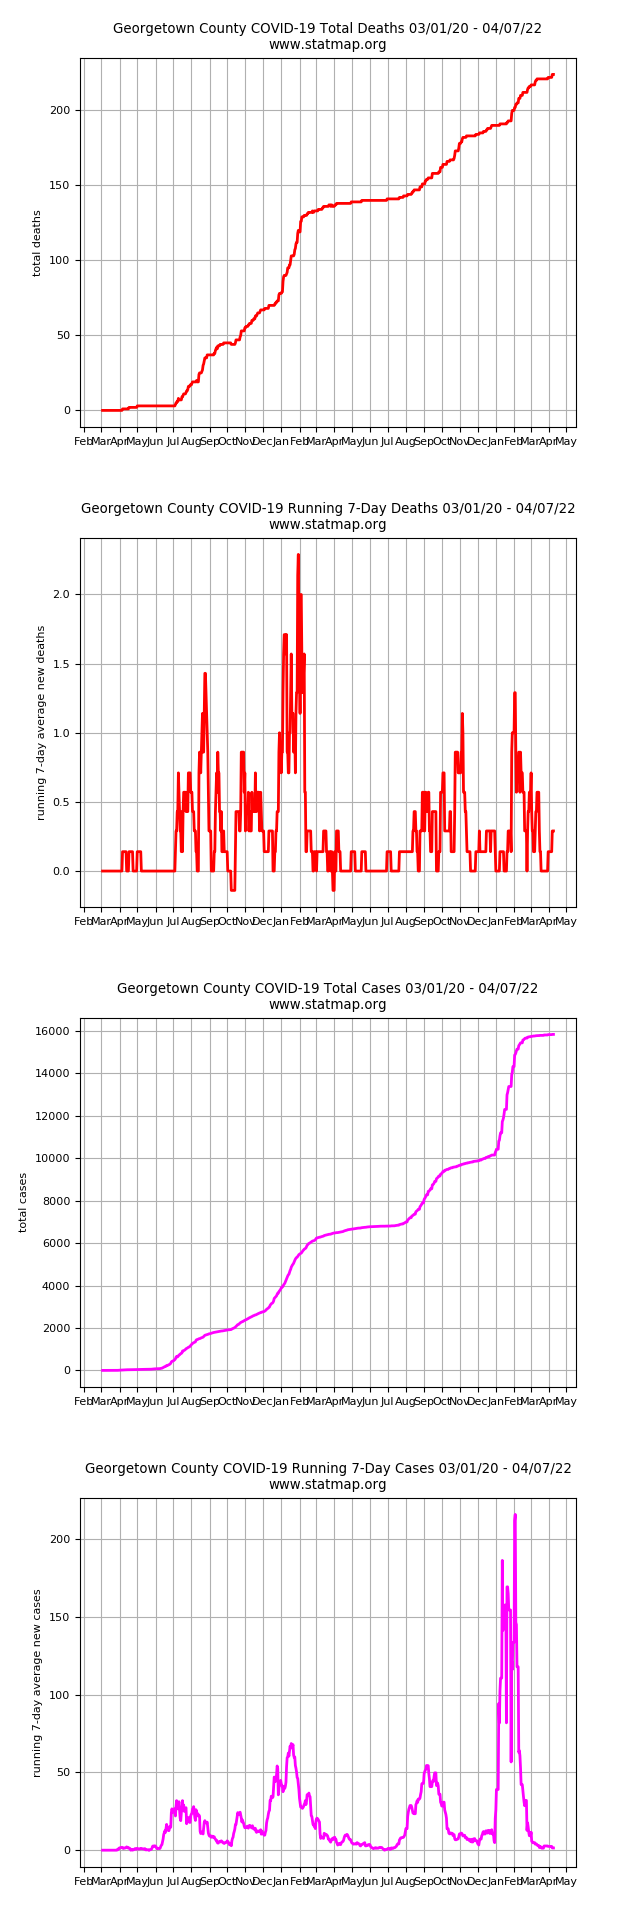 Georgetown County COVID-19 Total Deaths 03/01/20 - 04/07/22
www.statmap.org
200
150
100
50
0
total deaths
Feb Mar Apr May Jun Jul Aug Sep Oct Nov Dec Jan Feb Mar Apr May Jun Jul Aug Sep Oct Nov Dec Jan Feb Mar Apr May
Georgetown County COVID-19 Running 7-Day Deaths 03/01/20 - 04/07/22
www.statmap.org
2.0
1.5
1.0
0.5
0.0
running 7-day average new deaths
Feb Mar Apr May Jun Jul Aug Sep Oct Nov Dec Jan Feb Mar Apr May Jun Jul Aug Sep Oct Nov Dec Jan Feb Mar Apr May
Georgetown County COVID-19 Total Cases 03/01/20 - 04/07/22
www.statmap.org
16000
14000
12000
10000
8000
6000
4000
2000
0
total cases
Feb Mar Apr May Jun Jul Aug Sep Oct Nov Dec Jan Feb Mar Apr May Jun Jul Aug Sep Oct Nov Dec Jan Feb Mar Apr May
Georgetown County COVID-19 Running 7-Day Cases 03/01/20 - 04/07/22
www.statmap.org
200
150
100
50
0
running 7-day average new cases
Feb Mar Apr May Jun Jul Aug Sep Oct Nov Dec Jan Feb Mar Apr May Jun Jul Aug Sep Oct Nov Dec Jan Feb Mar Apr May